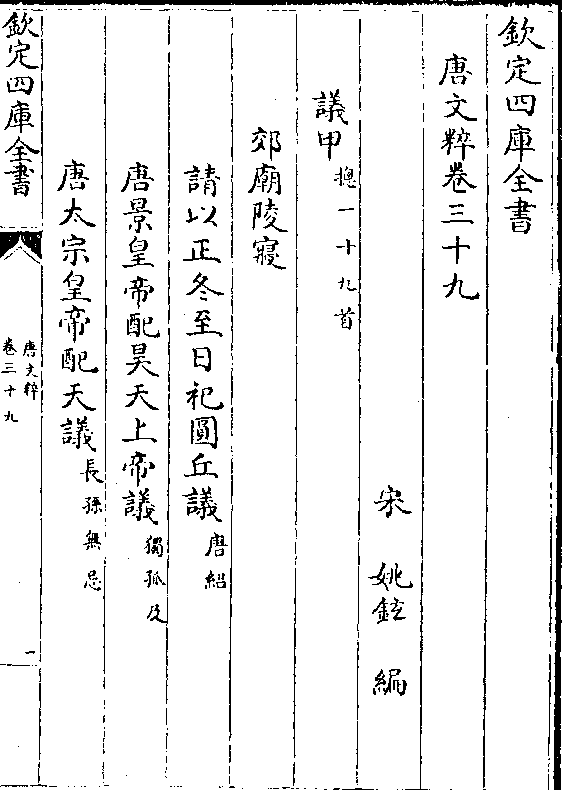 欽定四庫全書
唐文粹卷三十九
宋　姚鉉　編
議甲總一十九首
郊廟陵寢
請以正冬至日祀圓丘議唐紹
唐景皇帝配昊天上帝議獨孤及
唐太宗皇帝配天議長孫無忌
欽定四庫全書
唐文粹
卷三十九
一